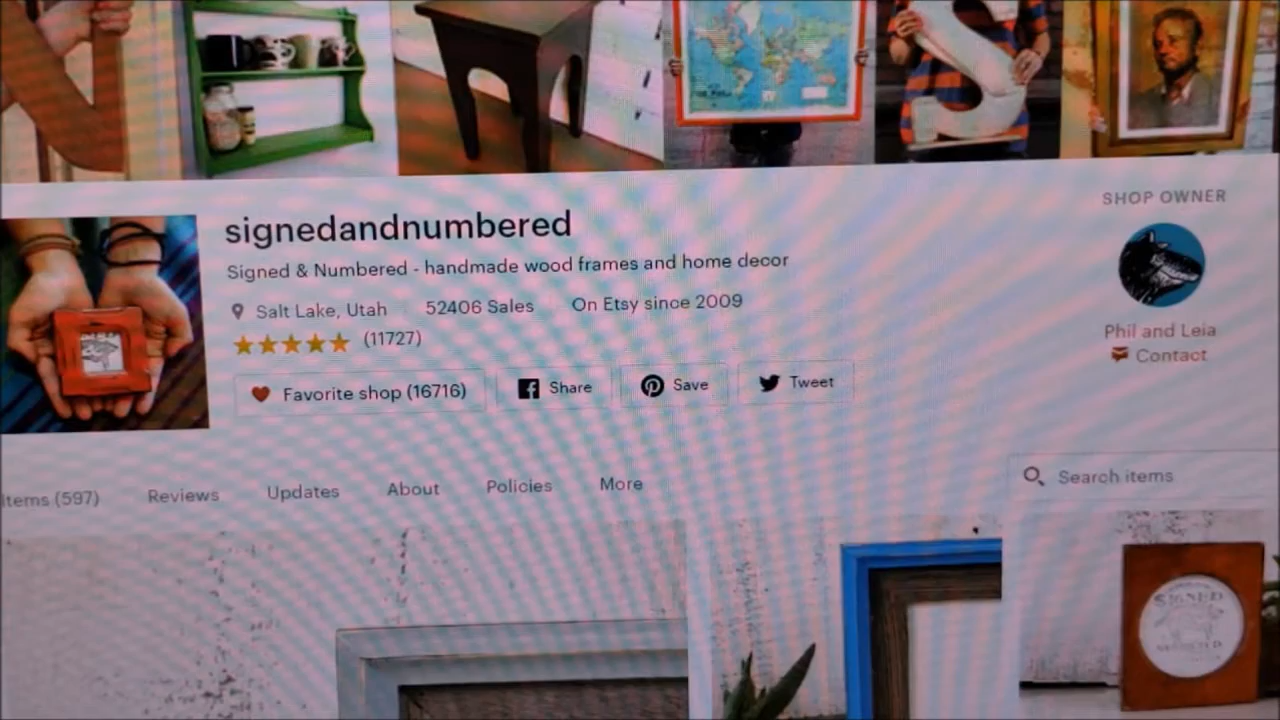 signedandnumbered
Signed & Numbered - handmade wood frames and home decor
Salt Lake, Utah 52406 Sales On Etsy since 2009
(11727)
Favorite shop (16716) Share Save Tweet
SHOP OWNER
Phil and Leia
Contact
Items (597) Reviews Updates About Policies More
Search items
SIGNED